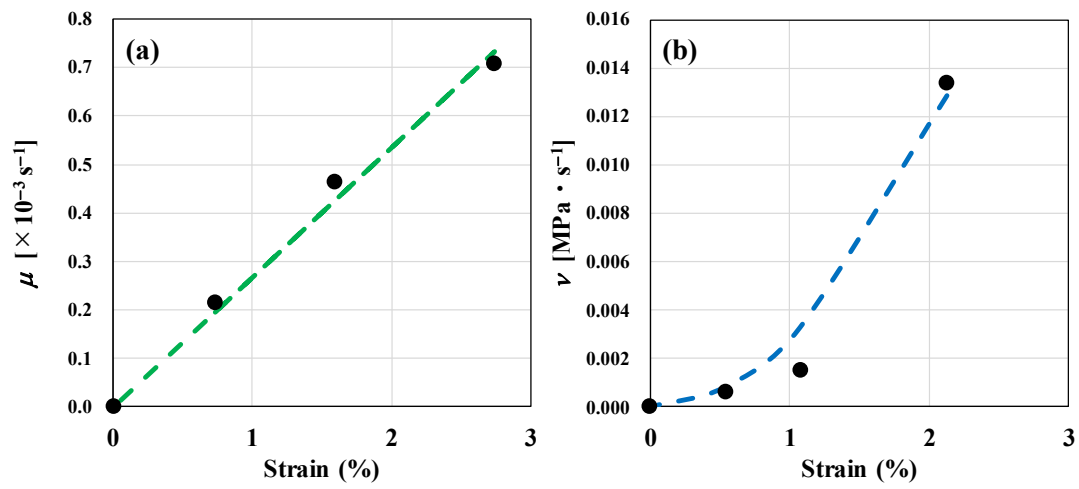 (a)
0.8
0.7
0.6
0.5
0.4
0.3
0.2
0.1
0.0
μ [×10⁻³ s⁻¹]
0 1 2 3
Strain (%)
(b)
0.016
0.014
0.012
0.010
0.008
0.006
0.004
0.002
0.000
ν [MPa・s⁻¹]
0 1 2 3
Strain (%)